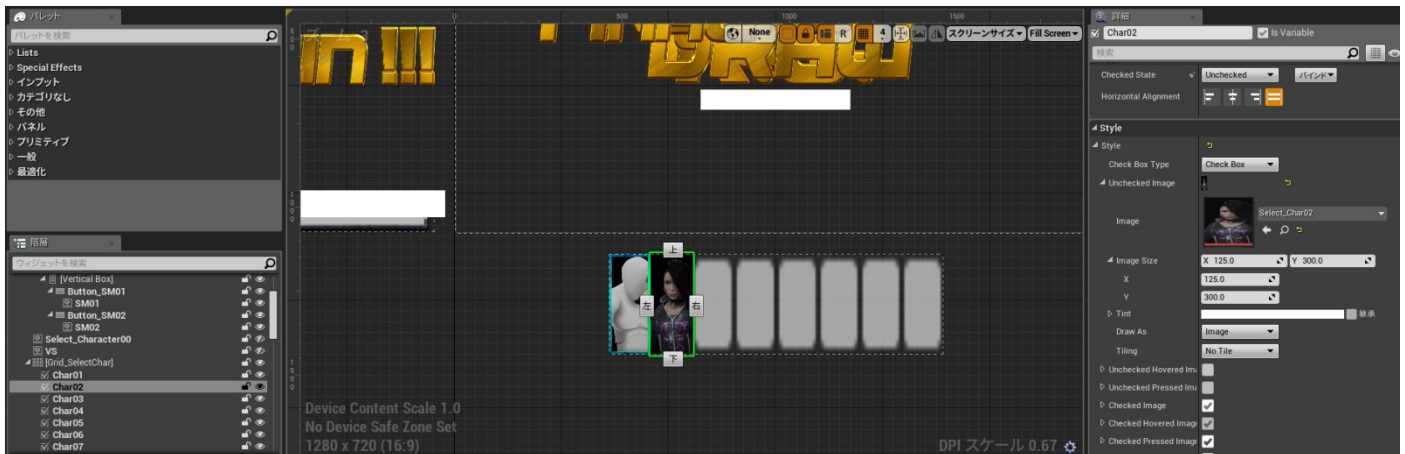 パレット
パレットを検索
Lists
Special Effects
インプット
カテゴリなし
その他
パネル
プリミティブ
一般
最適化
階層
ウィジェットを検索
[Vertical Box]
Button_SM01
SM01
Button_SM02
SM02
Select_Character00
VS
[Grid_SelectChar]
Char01
Char02
Char03
Char04
Char05
Char06
Char07
0
500
1000
1500
None
R
4
スクリーンサイズ
Fill Screen
in !!!
DRAW
上
左
右
下
Device Content Scale 1.0
No Device Safe Zone Set
1280 x 720 (16:9)
DPI スケール 0.67
詳細
Char02
Is Variable
検索
Checked State
Unchecked
バインド
Horizontal Alignment
Style
Style
Check Box Type
Check Box
Unchecked Image
Image
Select_Char02
Image Size
X 125.0
Y 300.0
X
125.0
Y
300.0
Tint
継承
Draw As
Image
Tiling
No Tile
Unchecked Hovered Im
Unchecked Pressed Im
Checked Image
Checked Hovered Imag
Checked Pressed Image